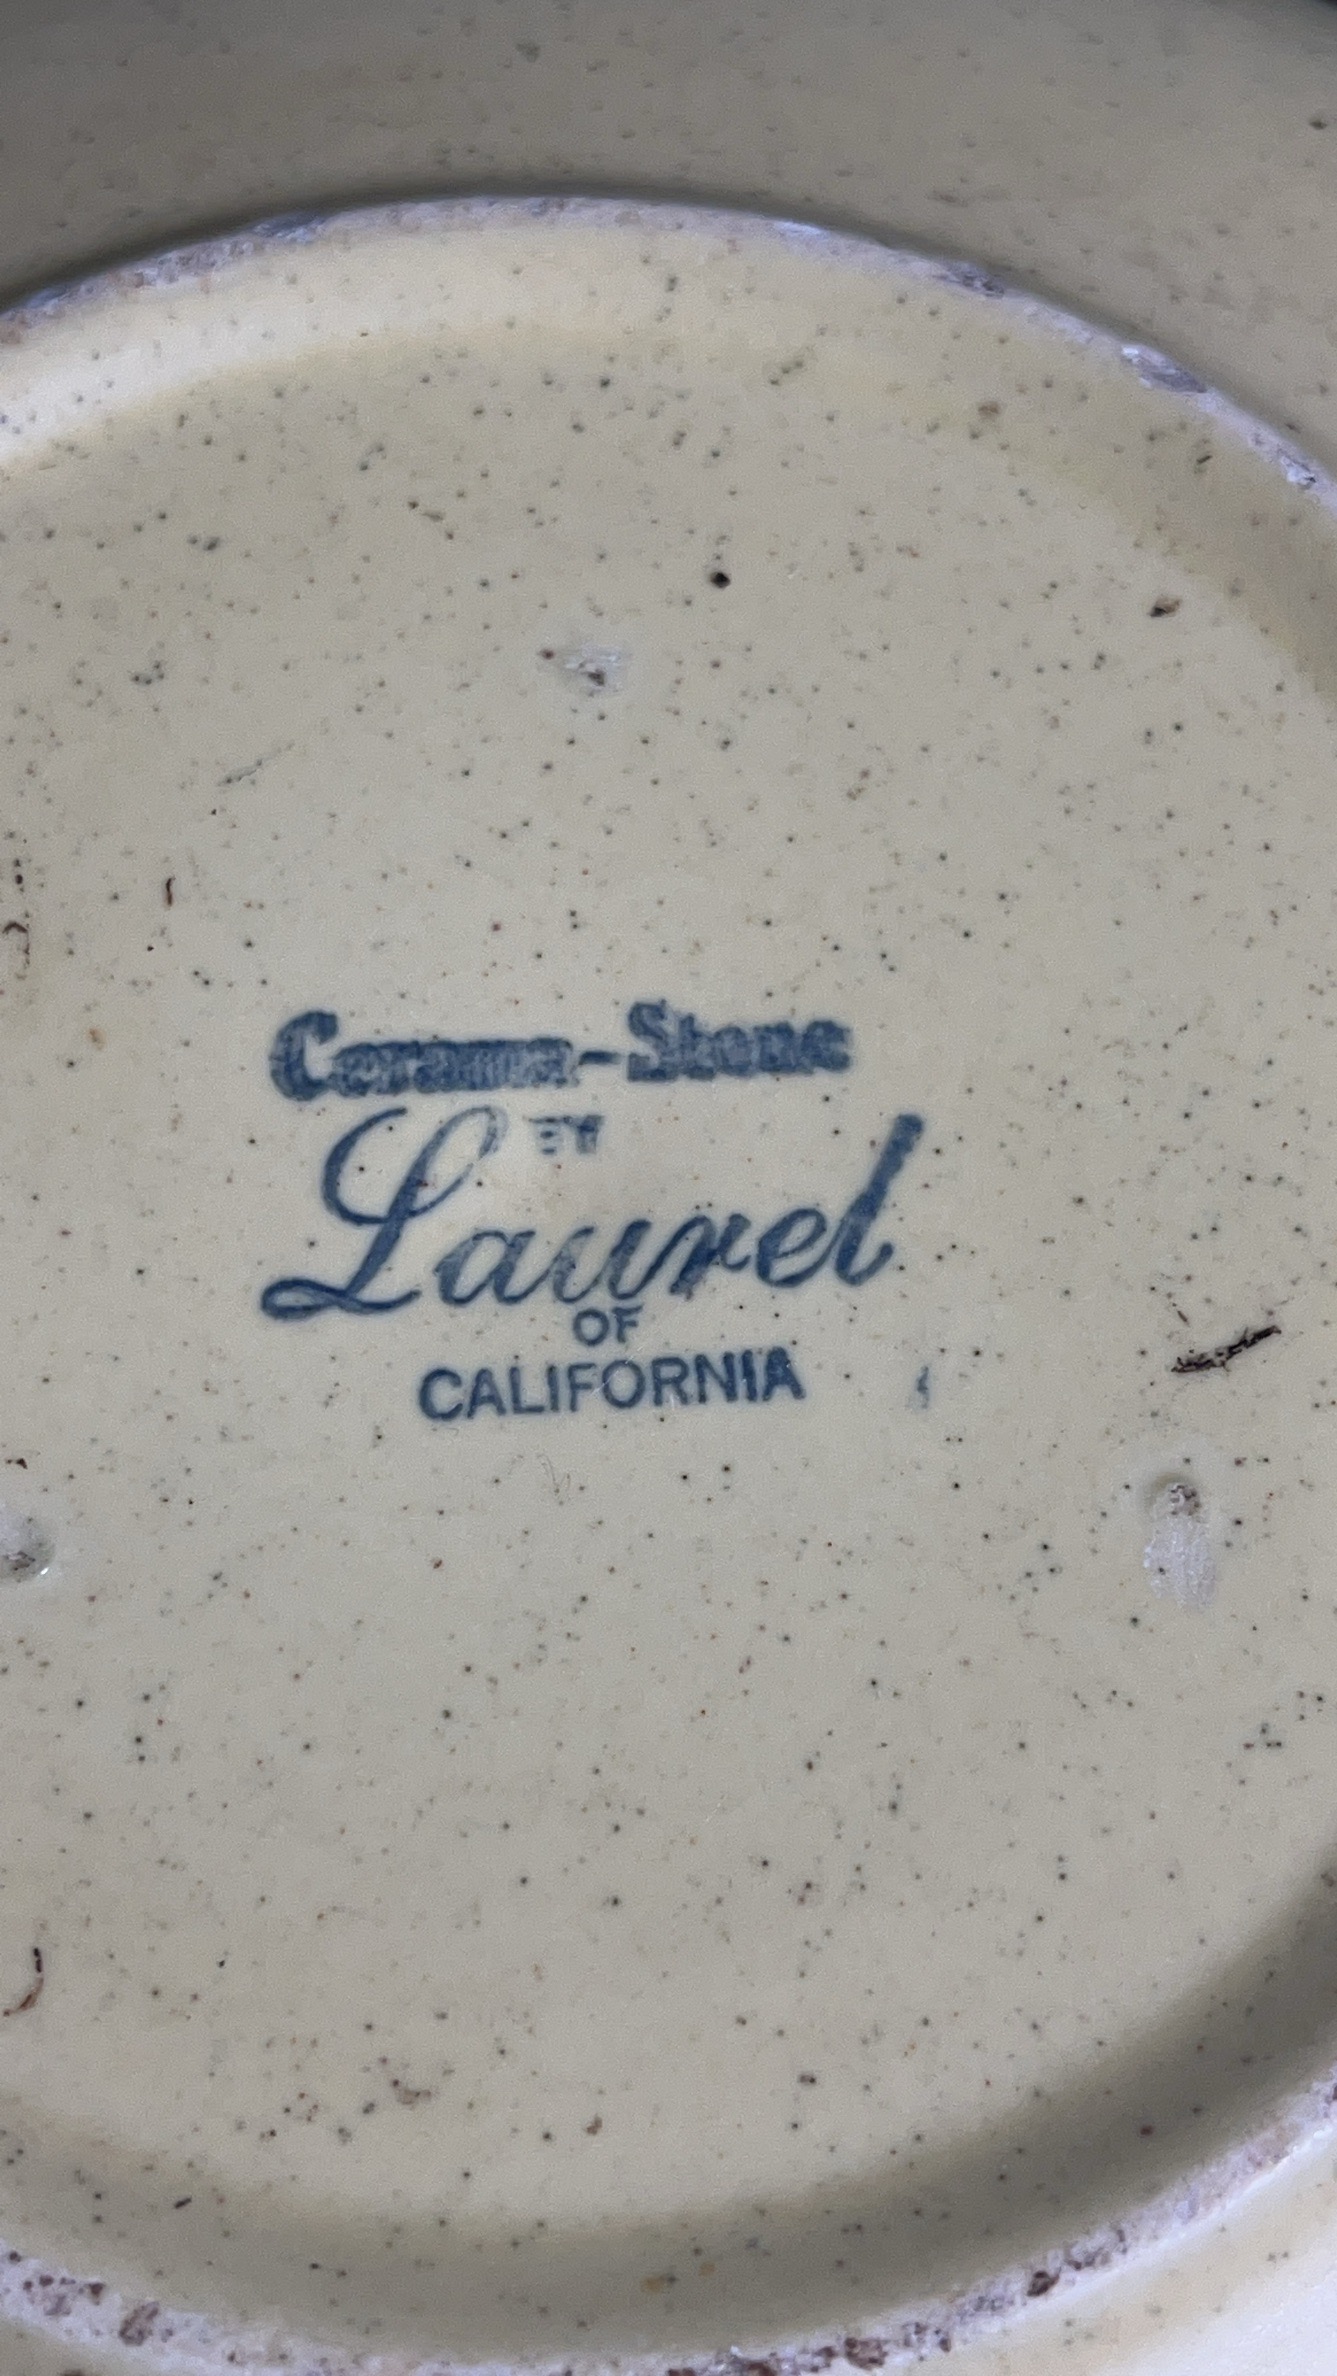 Cerama-Stone
BY
Laurel
OF
CALIFORNIA